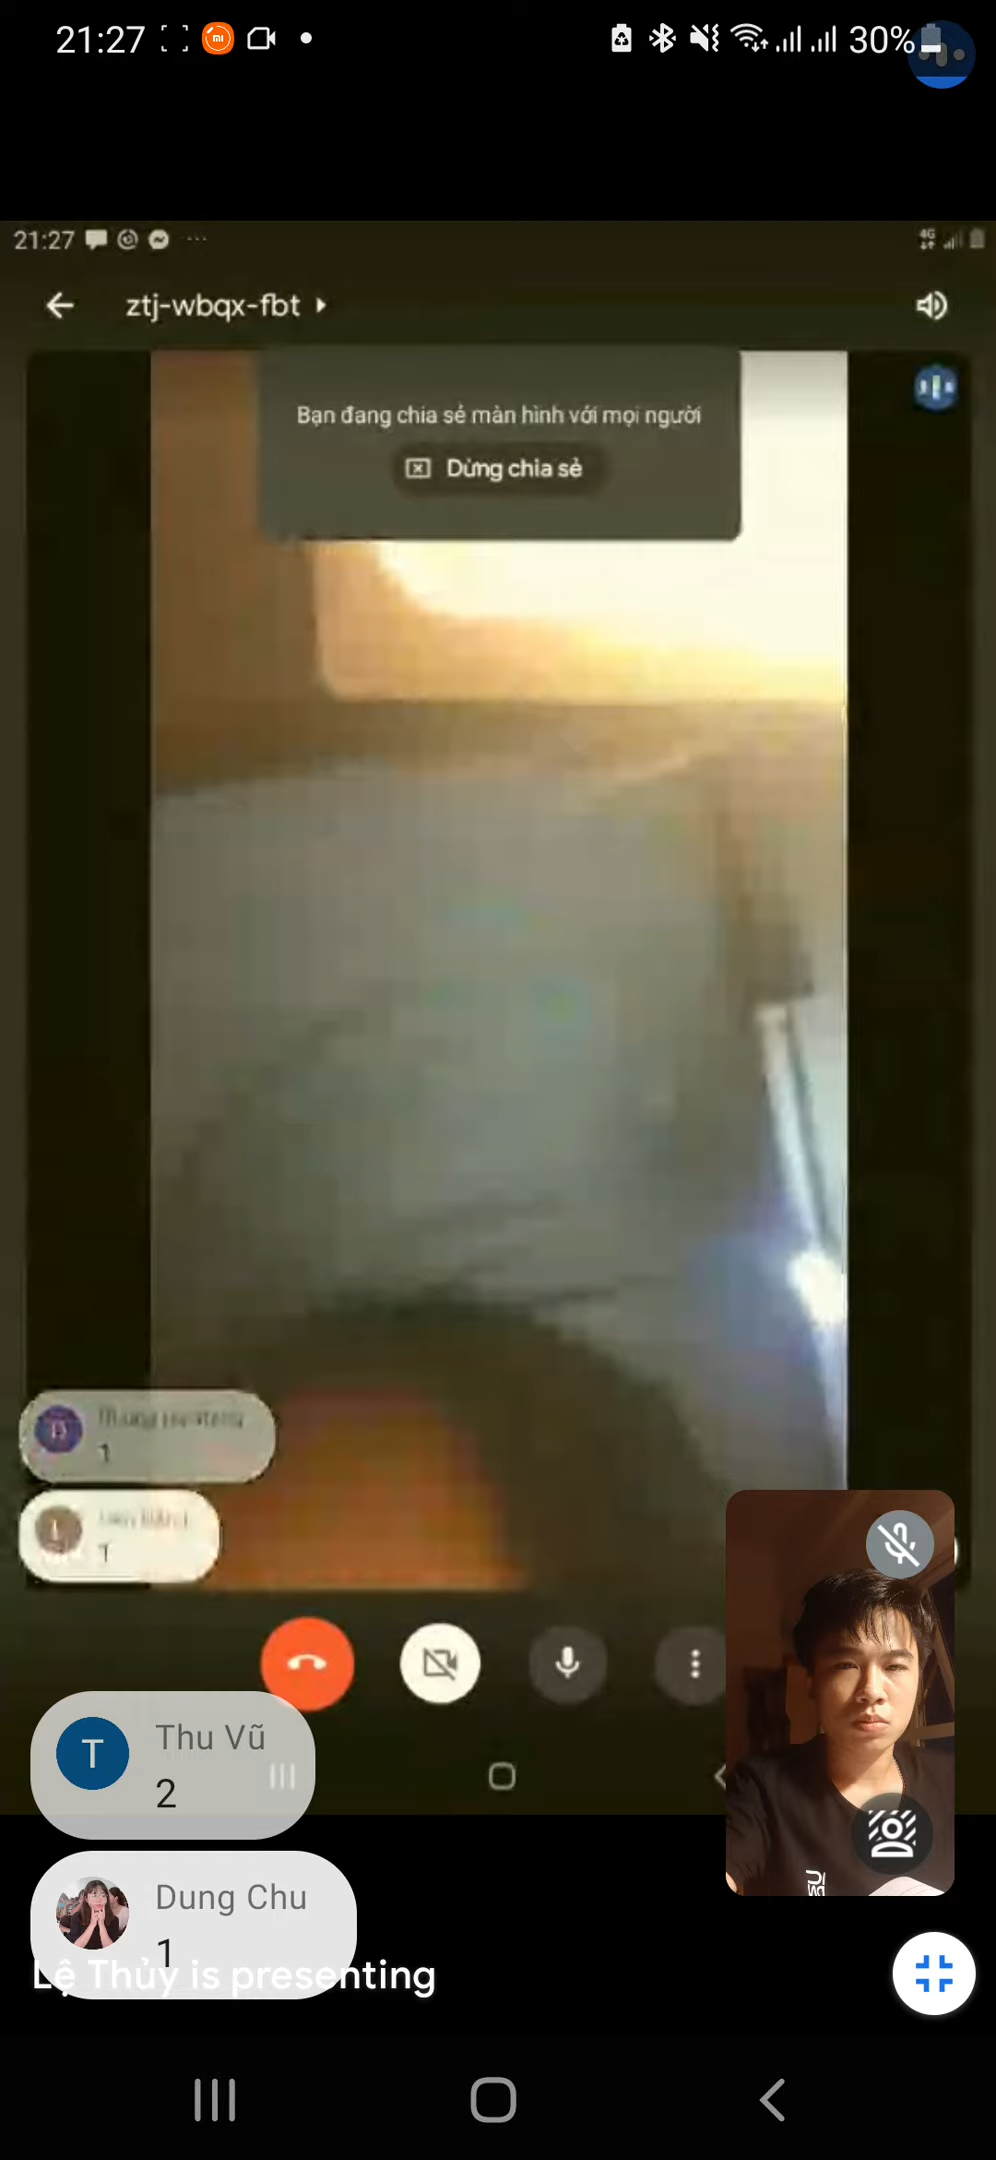 21:27
30%
21:27
4G
ztj-wbqx-fbt
Bạn đang chia sẻ màn hình với mọi người
Dừng chia sẻ
1
L
1
T
Thu Vũ
2
Dung Chu
1
Lệ Thủy is presenting